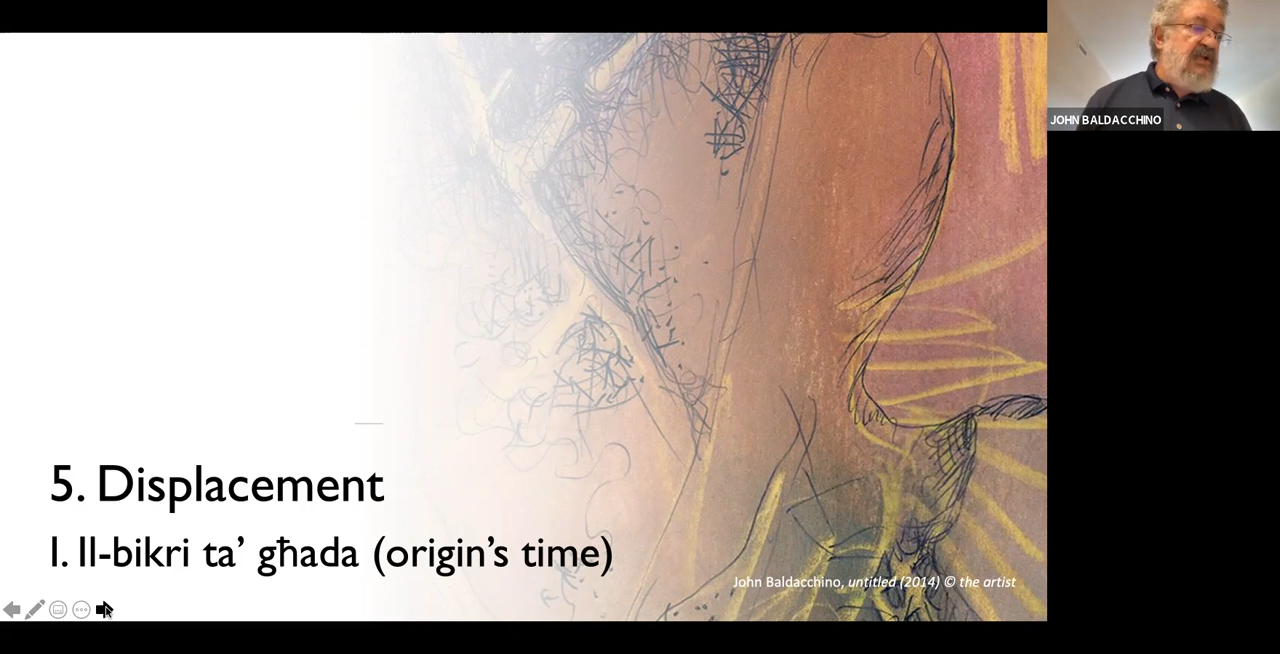 JOHN BALDACCHINO
5. Displacement
I. Il-bikri ta’ għada (origin’s time)
John Baldacchino, untitled (2014) © the artist